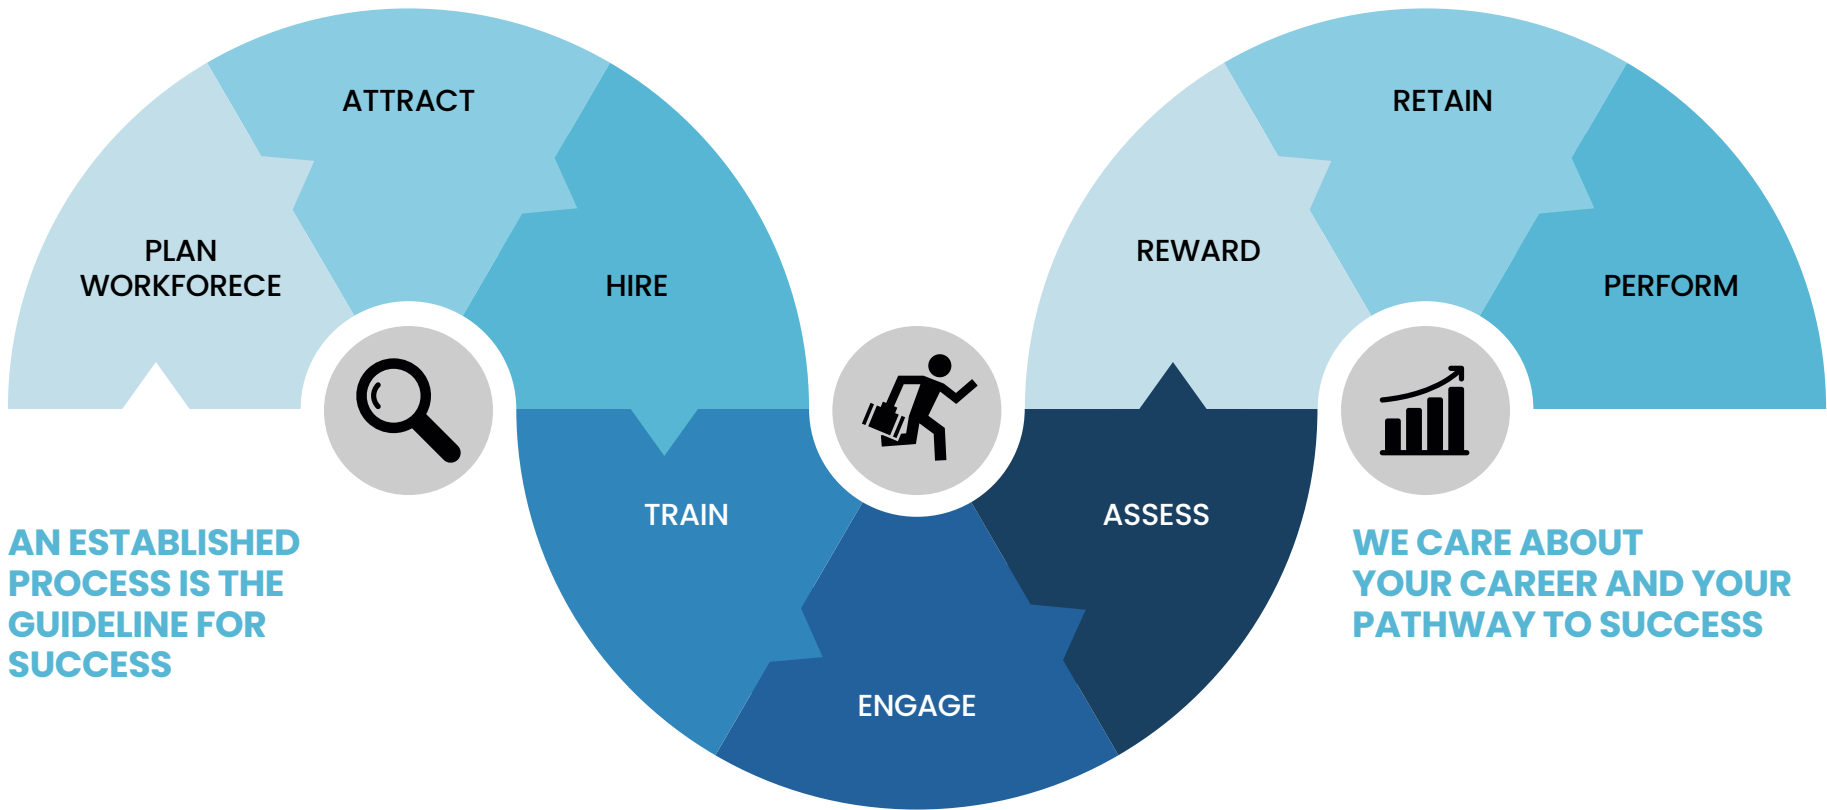 PLAN
WORKFORECE
ATTRACT
HIRE
TRAIN
ENGAGE
ASSESS
REWARD
RETAIN
PERFORM
AN ESTABLISHED
PROCESS IS THE
GUIDELINE FOR
SUCCESS
WE CARE ABOUT
YOUR CAREER AND YOUR
PATHWAY TO SUCCESS